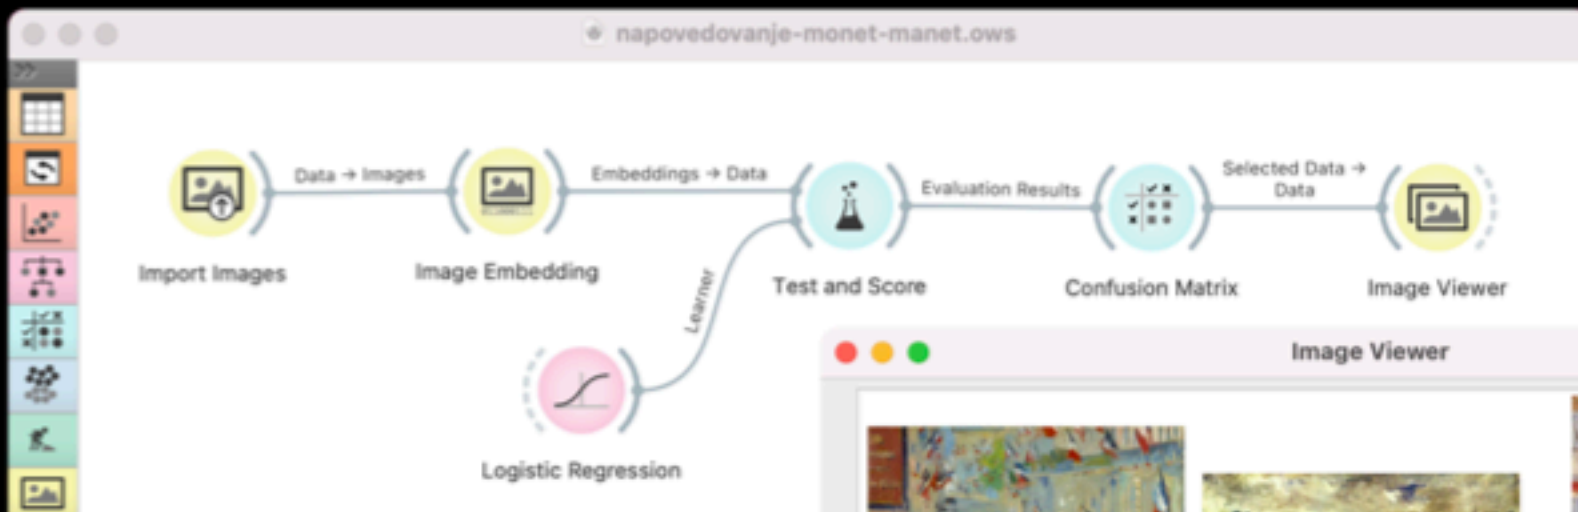 napovedovanje-monet-manet.ows
Data → Images
Embeddings → Data
Evaluation Results
Selected Data →
Data
Import Images
Image Embedding
Test and Score
Confusion Matrix
Image Viewer
Learner
Logistic Regression
Image Viewer